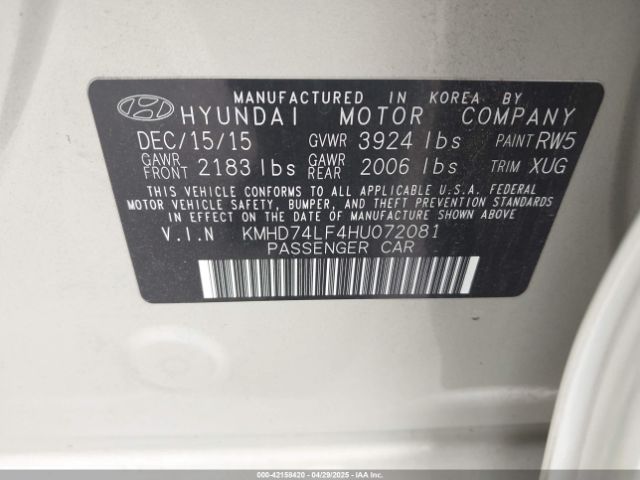 MANUFACTURED IN KOREA BY
HYUNDAI MOTOR COMPANY
DEC/15/15 GVWR 3924 lbs PAINT RW5
GAWR FRONT 2183 lbs GAWR REAR 2006 lbs TRIM XUG
THIS VEHICLE CONFORMS TO ALL APPLICABLE U.S.A. FEDERAL
MOTOR VEHICLE SAFETY, BUMPER, AND THEFT PREVENTION STANDARDS
IN EFFECT ON THE DATE OF MANUFACTURE SHOWN ABOVE
V.I.N KMHD74LF4HU072081
PASSENGER CAR
000-42158420 04/29/2025 IAAI.COM